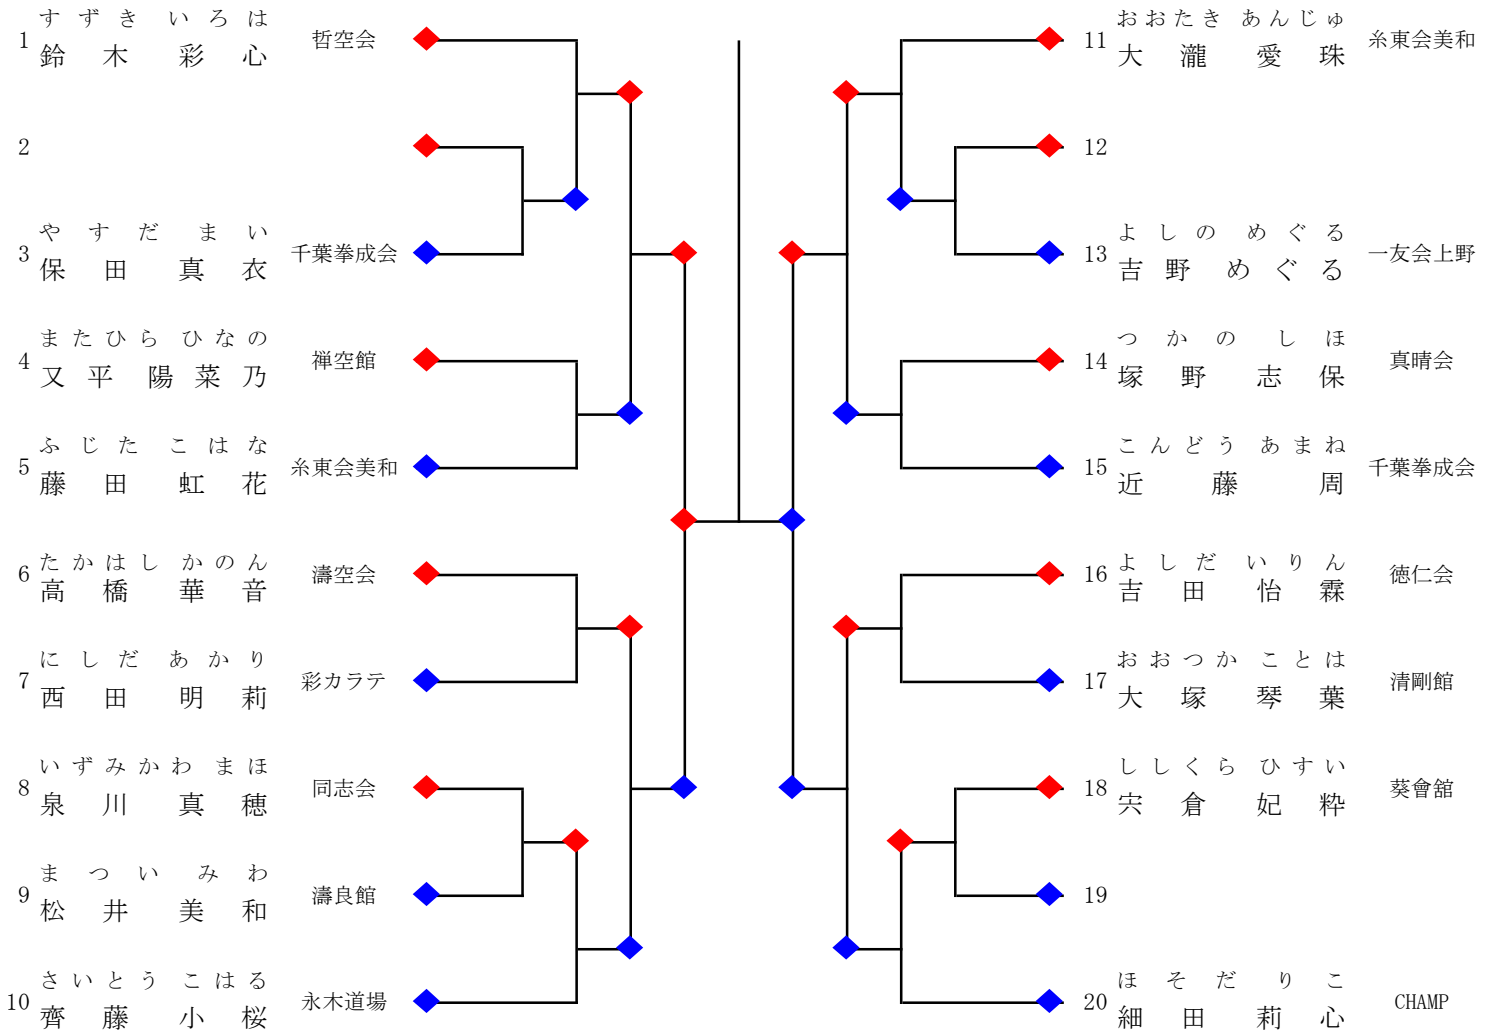 すずき いろは
1 鈴木 彩心 哲空会
2
やすだ まい
3 保田 真衣 千葉拳成会
またひら ひなの
4 又平 陽菜乃 禅空館
ふじた こはな
5 藤田 虹花 糸東会美和
たかはし かのん
6 高橋 華音 濤空会
にしだ あかり
7 西田 明莉 彩カラテ
いずみかわ まほ
8 泉川 真穂 同志会
まつい みわ
9 松井 美和 濤良館
さいとう こはる
10 齊藤 小桜 永木道場
おおたき あんじゅ
11 大瀧 愛珠 糸東会美和
12
よしの めぐる
13 吉野 めぐる 一友会上野
つかの しほ
14 塚野 志保 真晴会
こんどう あまね
15 近藤 周 千葉拳成会
よしだ いりん
16 吉田 怡霖 徳仁会
おおつか ことは
17 大塚 琴葉 清剛館
ししくら ひすい
18 宍倉 妃粋 葵會舘
19
ほそだ りこ
20 細田 莉心 CHAMP